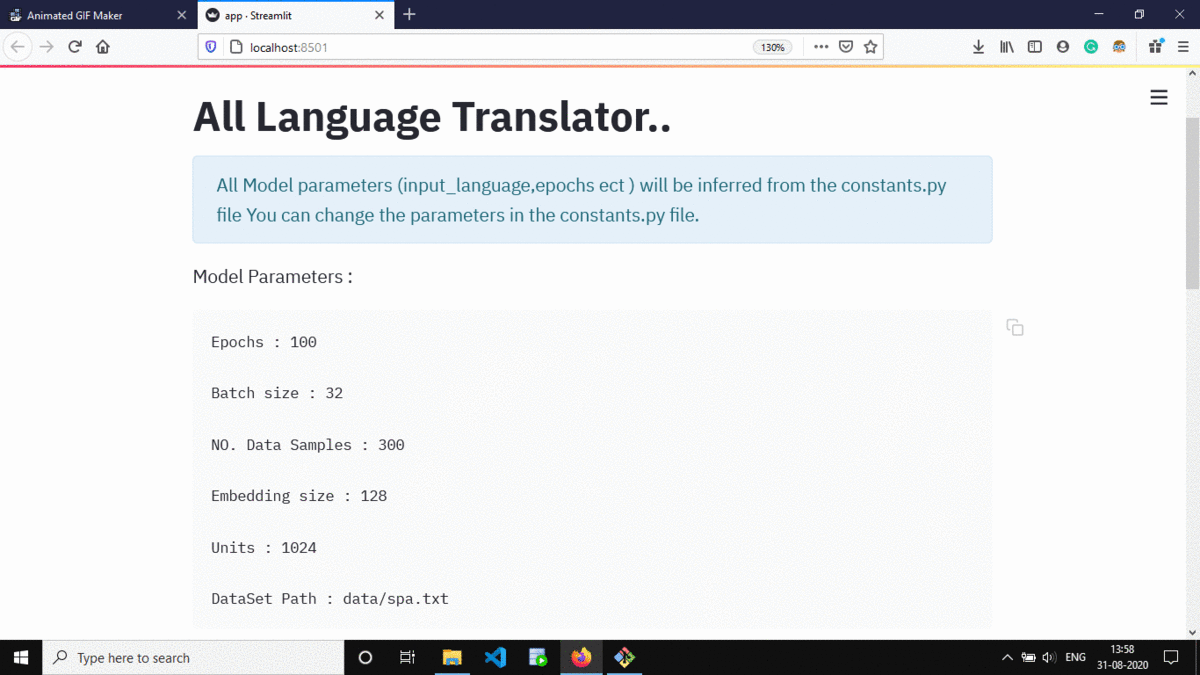 Animated GIF Maker
app · Streamlit
localhost:8501
130%
All Language Translator..
All Model parameters (input_language,epochs ect ) will be inferred from the constants.py
file You can change the parameters in the constants.py file.
Model Parameters :
Epochs : 100
Batch size : 32
NO. Data Samples : 300
Embedding size : 128
Units : 1024
DataSet Path : data/spa.txt
Type here to search
ENG
13:58
31-08-2020